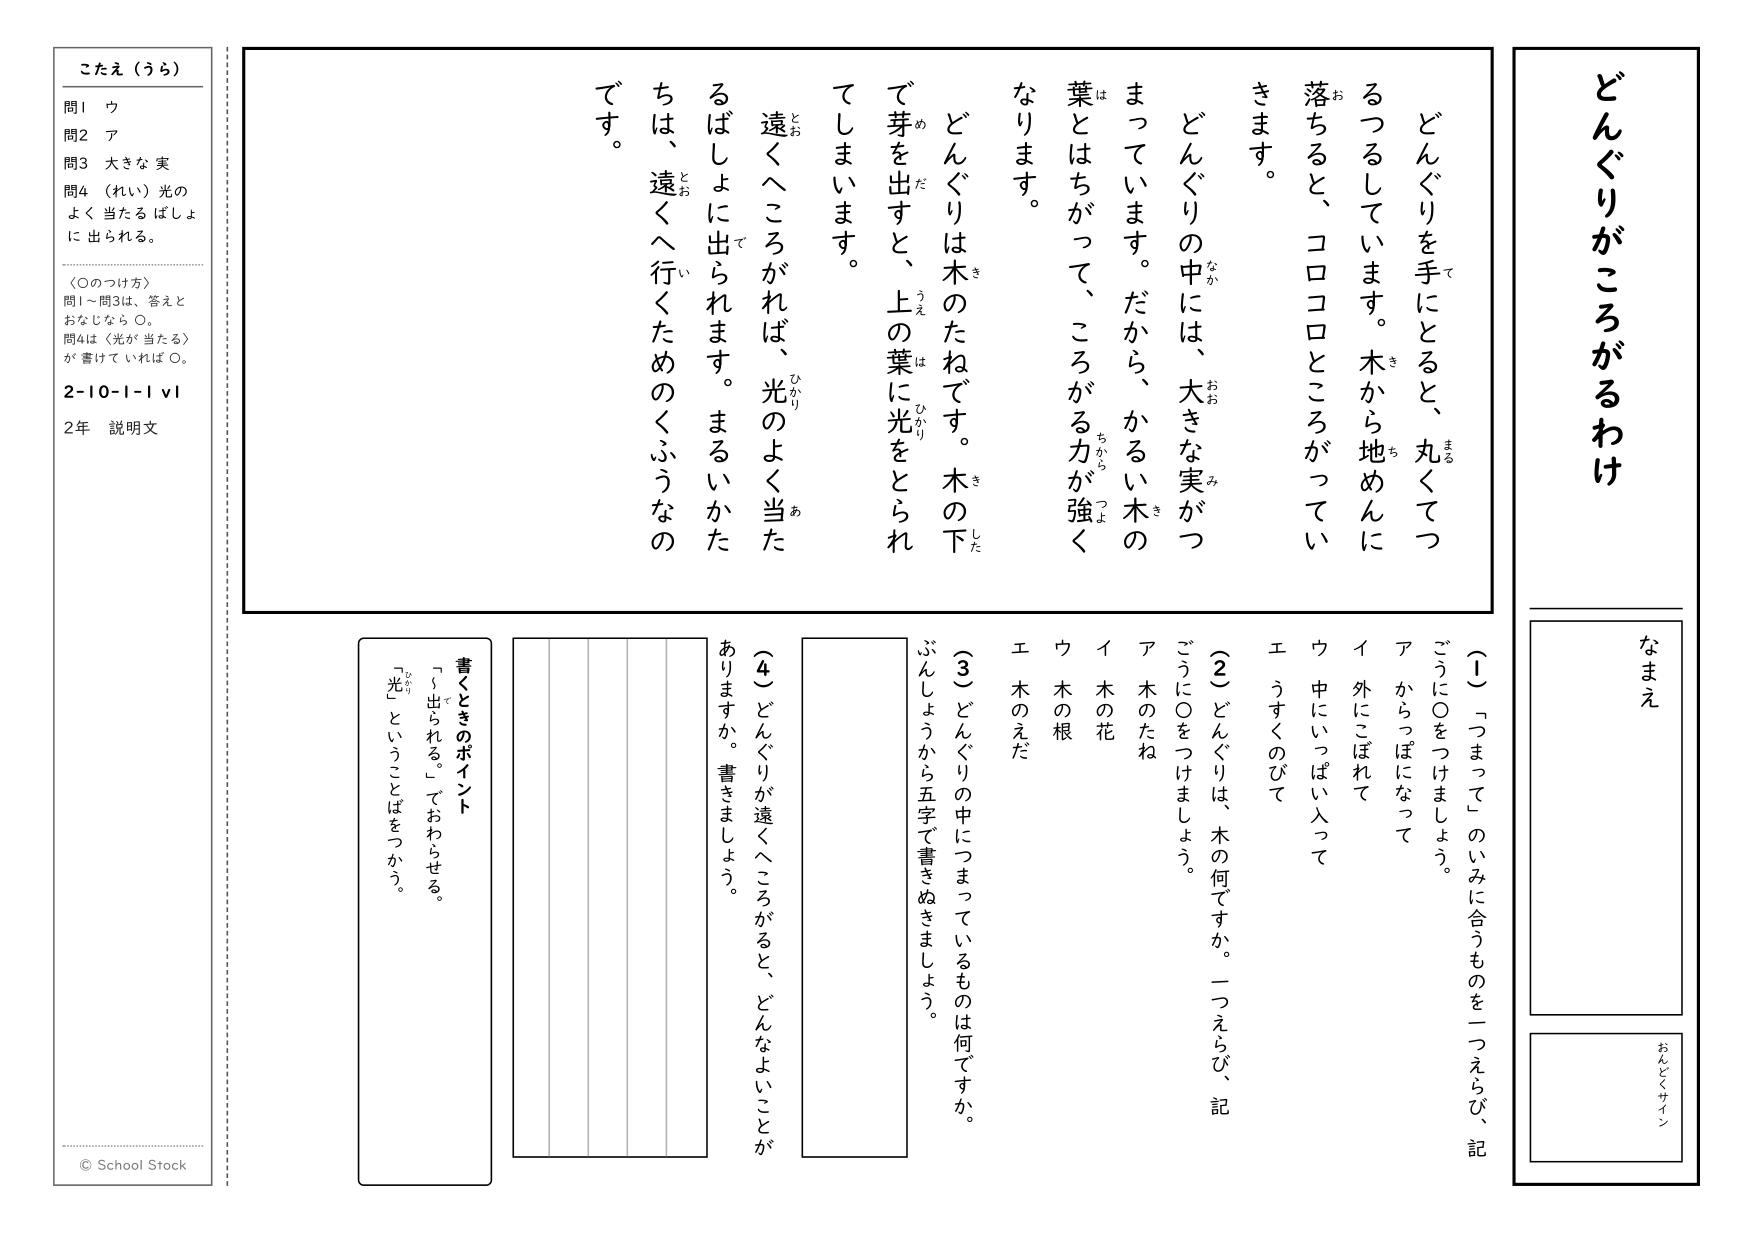 どんぐりがころがるわけ
なまえ
おんどくサイン
どんぐりを手にとると、丸くてつ
るつるしています。木から地めんに
落ちると、コロコロところがってい
きます。
どんぐりの中には、大きな実がつ
まっています。だから、かるい木の
葉とはちがって、ころがる力が強く
なります。
どんぐりは木のたねです。木の下
で芽を出すと、上の葉に光をとられ
てしまいます。
遠くへころがれば、光のよく当た
るばしょに出られます。まるいかた
ちは、遠くへ行くためのくふうなの
です。
(1)「つまって」のいみに合うものを一つえらび、記
ごうに○をつけましょう。
ア からっぽになって
イ 外にこぼれて
ウ 中にいっぱい入って
エ うすくのびて
(2)どんぐりは、木の何ですか。一つえらび、記
ごうに○をつけましょう。
ア 木のたね
イ 木の花
ウ 木の根
エ 木のえだ
(3)どんぐりの中につまっているものは何ですか。
ぶんしょうから五字で書きぬきましょう。
(4)どんぐりが遠くへころがると、どんなよいことが
ありますか。書きましょう。
書くときのポイント
「〜出られる。」でおわらせる。
「光」ということばをつかう。
こたえ(うら)
問1 ウ
問2 ア
問3 大きな 実
問4 (れい)光の
よく 当たる ばしょ
に 出られる。
〈○のつけ方〉
問1〜問3は、答えと
おなじなら ○。
問4は〈光が 当たる〉
が 書けて いれば ○。
2-10-1-1 v1
2年 説明文
© School Stock